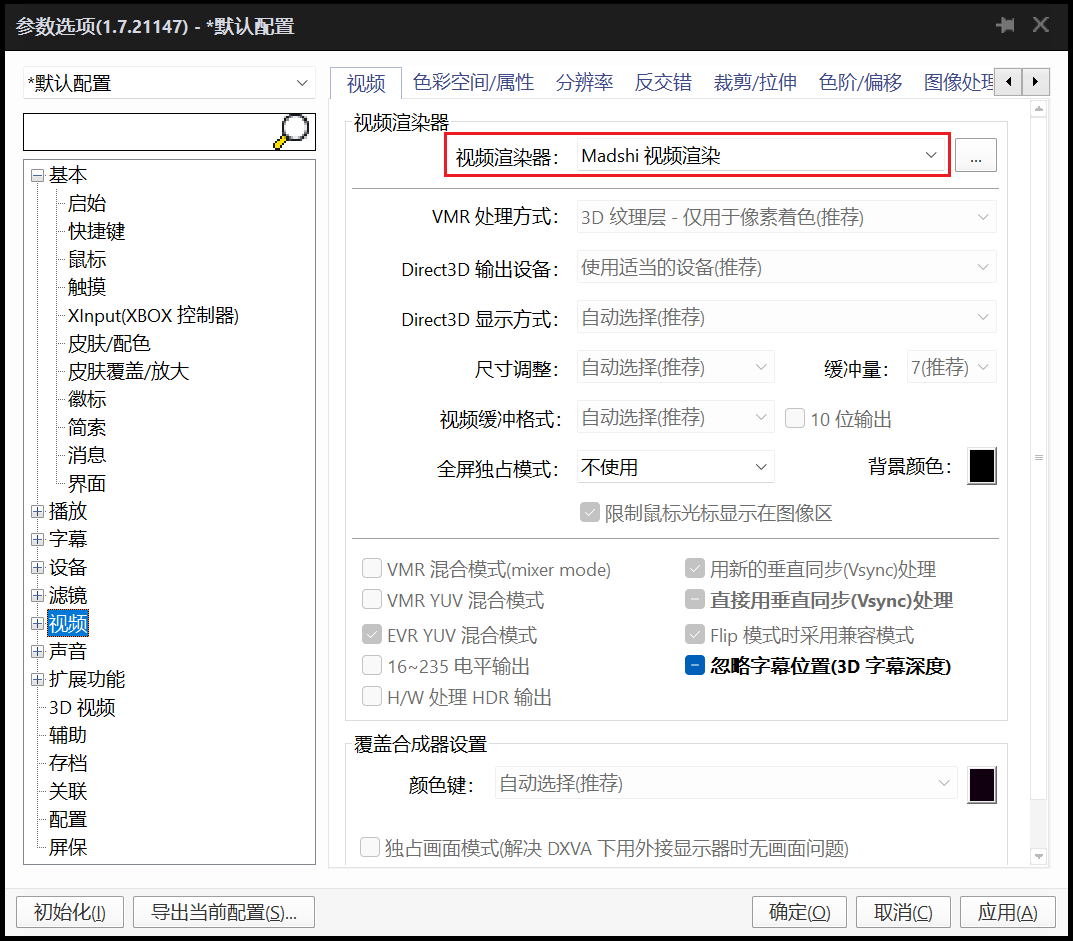 参数选项(1.7.21147) - *默认配置
*默认配置
基本
启始
快捷键
鼠标
触摸
XInput(XBOX 控制器)
皮肤/配色
皮肤覆盖/放大
徽标
简索
消息
界面
播放
字幕
设备
滤镜
视频
声音
扩展功能
3D 视频
辅助
存档
关联
配置
屏保
视频 色彩空间/属性 分辨率 反交错 裁剪/拉伸 色阶/偏移 图像处理
视频渲染器
视频渲染器： Madshi 视频渲染 ...
VMR 处理方式： 3D 纹理层 - 仅用于像素着色(推荐)
Direct3D 输出设备： 使用适当的设备(推荐)
Direct3D 显示方式： 自动选择(推荐)
尺寸调整： 自动选择(推荐) 缓冲量： 7(推荐)
视频缓冲格式： 自动选择(推荐) 10 位输出
全屏独占模式： 不使用 背景颜色：
限制鼠标光标显示在图像区
VMR 混合模式(mixer mode) 用新的垂直同步(Vsync)处理
VMR YUV 混合模式 直接用垂直同步(Vsync)处理
EVR YUV 混合模式 Flip 模式时采用兼容模式
16~235 电平输出 忽略字幕位置(3D 字幕深度)
H/W 处理 HDR 输出
覆盖合成器设置
颜色键： 自动选择(推荐)
独占画面模式(解决 DXVA 下用外接显示器时无画面问题)
初始化(I) 导出当前配置(S)... 确定(O) 取消(C) 应用(A)